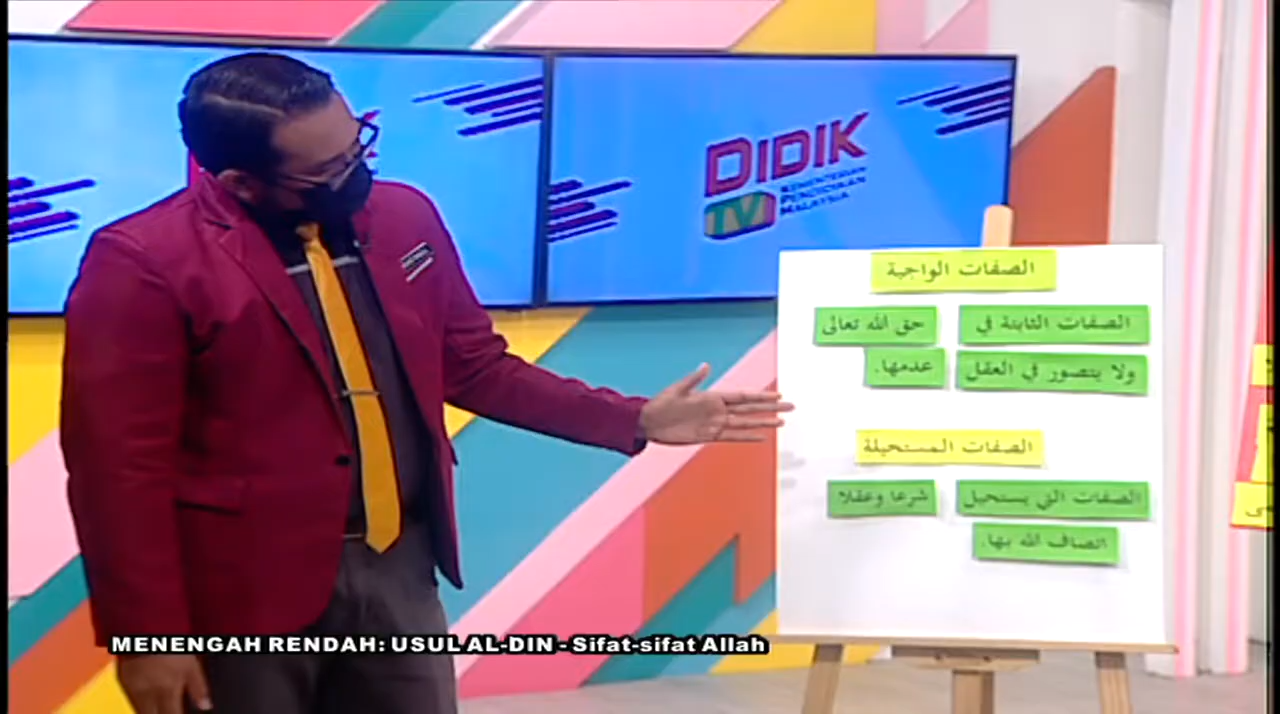 DIDIK
TV
KEMENTERIAN
PENDIDIKAN
MALAYSIA
الصفات الواجبة
الصفات الثابتة في حق الله تعالى
ولا يتصور في العقل عدمها.
الصفات المستحيلة
الصفات التي يستحيل شرعا وعقلا
اتصاف الله بها.
MENENGAH RENDAH: USUL AL-DIN - Sifat-sifat Allah